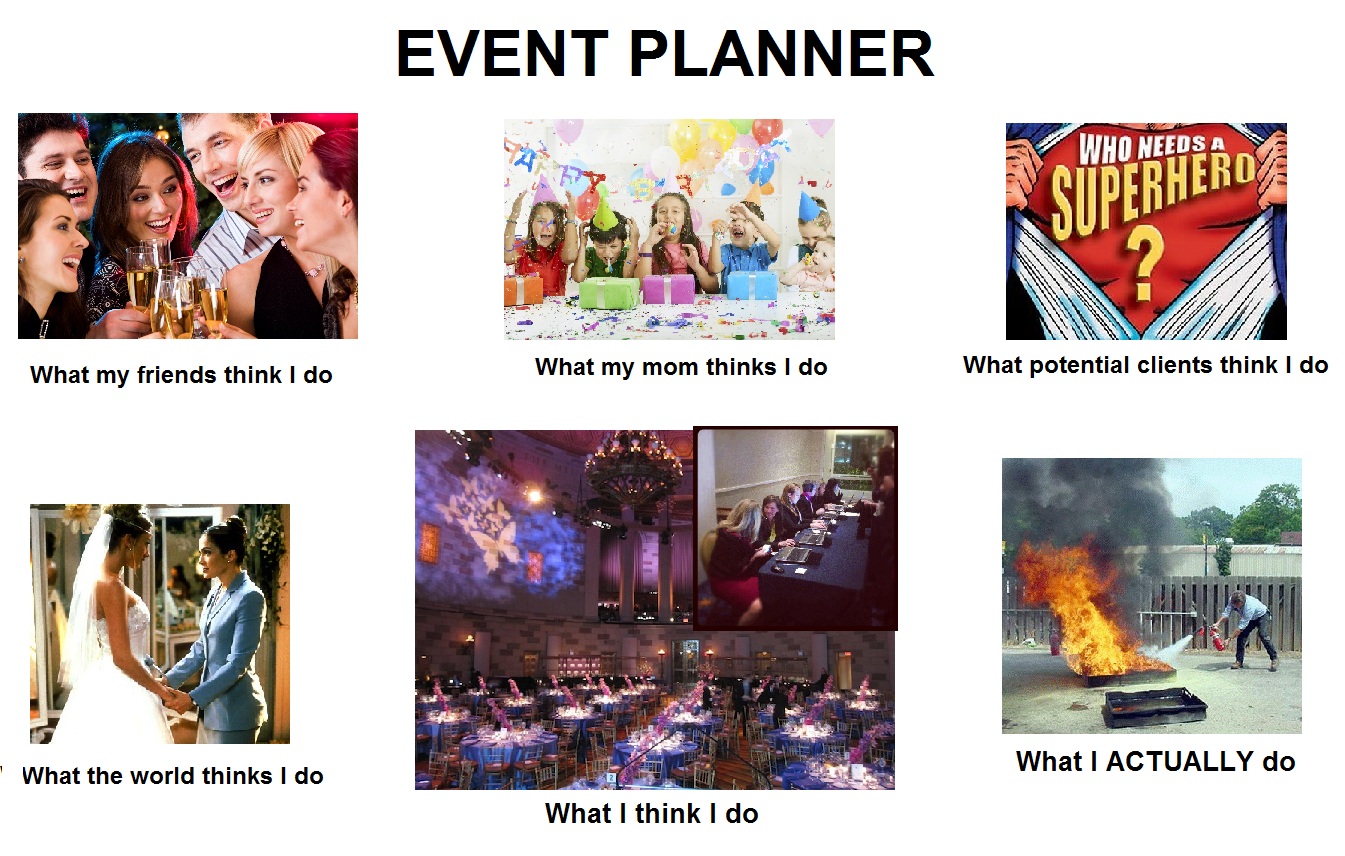 EVENT PLANNER
WHO NEEDS A
SUPERHERO
?
What my friends think I do
What my mom thinks I do
What potential clients think I do
What the world thinks I do
What I think I do
What I ACTUALLY do